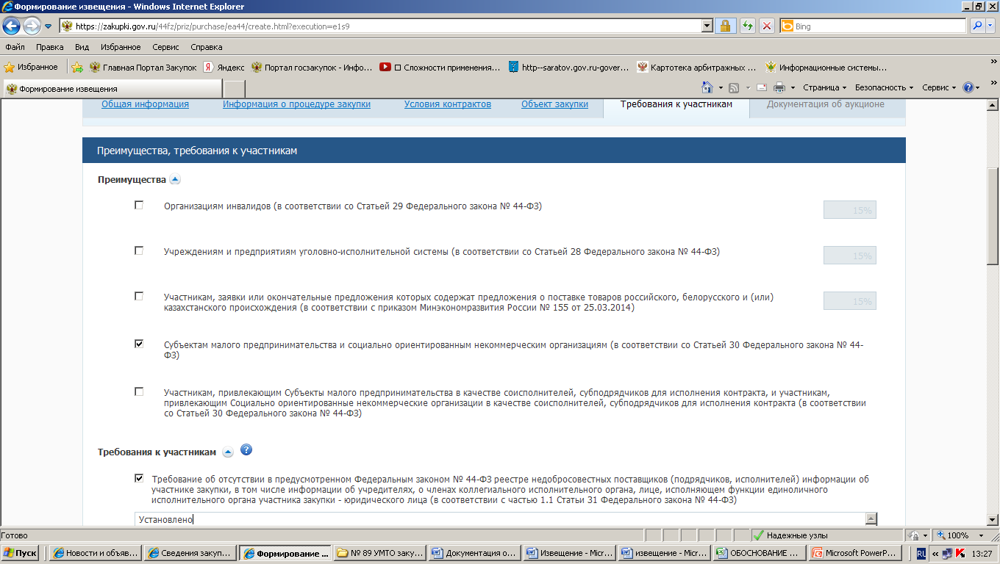 Формирование извещения - Windows Internet Explorer
https://zakupki.gov.ru/44fz/priz/purchase/ea44/create.html?execution=e1s9
Bing
Файл Правка Вид Избранное Сервис Справка
Избранное Главная Портал Закупок Яндекс Портал госзакупок - Инфо... Сложности применения... http--saratov.gov.ru-gover... Картотека арбитражных ... Информационные системы...
Формирование извещения
Страница Безопасность Сервис
Общая информация Информация о процедуре закупки Условия контрактов Объект закупки Требования к участникам Документация об аукционе
Преимущества, требования к участникам
Преимущества
Организациям инвалидов (в соответствии со Статьей 29 Федерального закона № 44-ФЗ) 15%
Учреждениям и предприятиям уголовно-исполнительной системы (в соответствии со Статьей 28 Федерального закона № 44-ФЗ) 15%
Участникам, заявки или окончательные предложения которых содержат предложения о поставке товаров российского, белорусского и (или) 15%
казахстанского происхождения (в соответствии с приказом Минэкономразвития России № 155 от 25.03.2014)
Субъектам малого предпринимательства и социально ориентированным некоммерческим организациям (в соответствии со Статьей 30 Федерального закона № 44-
ФЗ)
Участникам, привлекающим Субъекты малого предпринимательства в качестве соисполнителей, субподрядчиков для исполнения контракта, и участникам,
привлекающим Социально ориентированные некоммерческие организации в качестве соисполнителей, субподрядчиков для исполнения контракта (в соответствии
со Статьей 30 Федерального закона № 44-ФЗ)
Требования к участникам
Требование об отсутствии в предусмотренном Федеральным законом № 44-ФЗ реестре недобросовестных поставщиков (подрядчиков, исполнителей) информации об
участнике закупки, в том числе информации об учредителях, о членах коллегиального исполнительного органа, лице, исполняющем функции единоличного
исполнительного органа участника закупки - юридического лица (в соответствии с частью 1.1 Статьи 31 Федерального закона № 44-ФЗ)
Установлено
Готово Надежные узлы 100%
Пуск Новости и объяв... Сведения закуп... Формирование ... № 89 УМТО заку... Документация о... Извещение - Micr... извещение - Micr... ОБОСНОВАНИЕ ... Microsoft PowerP... RL 13:27